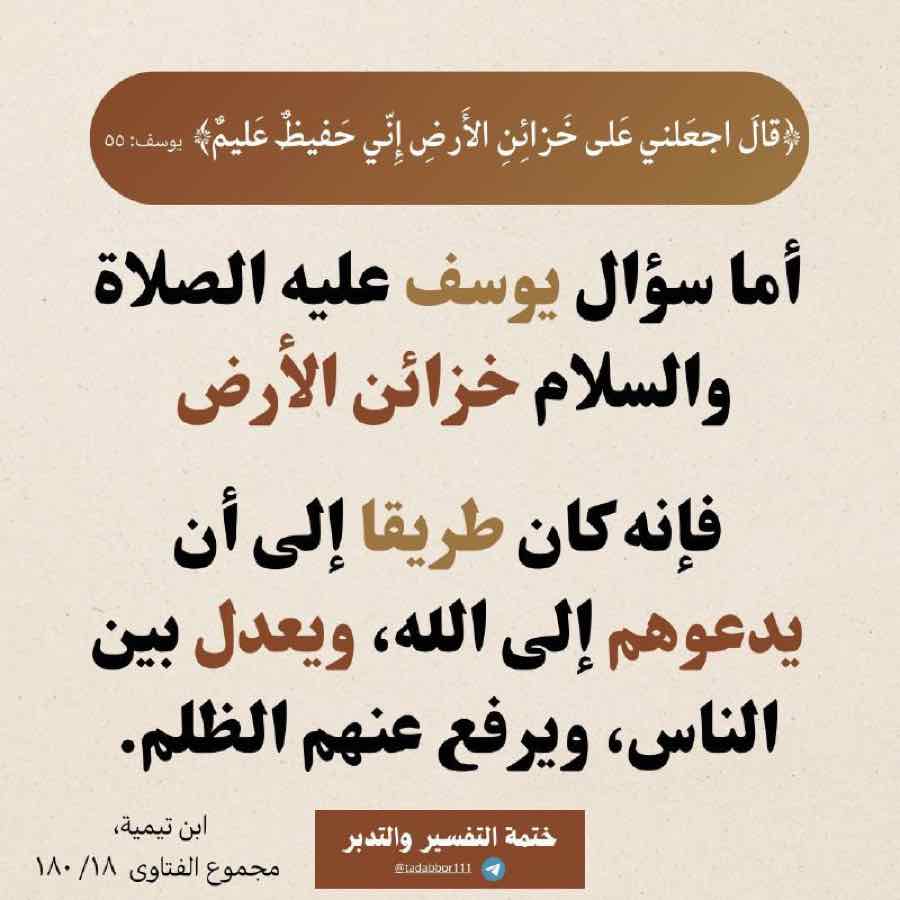 ﴿قالَ اجعَلني عَلى خَزائِنِ الأَرضِ إِنّي حَفيظٌ عَليمٌ﴾ يوسف: ٥٥
أما سؤال يوسف عليه الصلاة
والسلام خزائن الأرض
فإنه كان طريقا إلى أن
يدعوهم إلى الله، ويعدل بين
الناس، ويرفع عنهم الظلم.
ختمة التفسير والتدبر
@tadabbor111
ابن تيمية،
مجموع الفتاوى ١٨/ ١٨٠